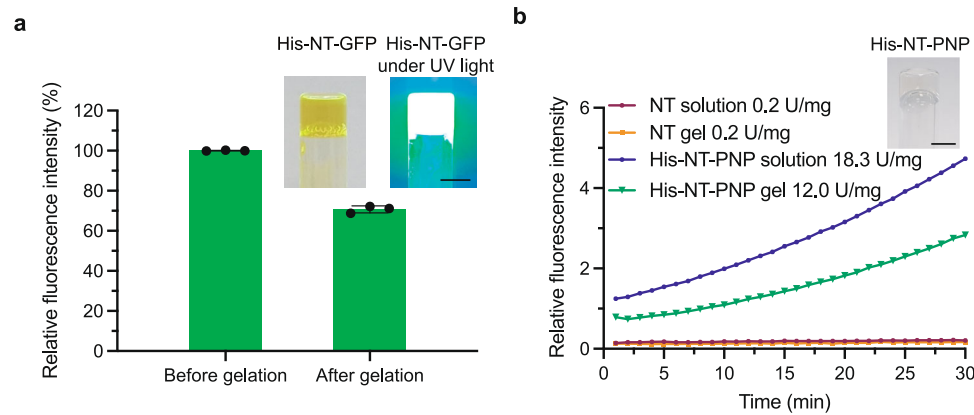 a
His-NT-GFP
His-NT-GFP
under UV light
Relative fluorescence intensity (%)
120
100
80
60
40
20
0
Before gelation
After gelation
b
His-NT-PNP
NT solution 0.2 U/mg
NT gel 0.2 U/mg
His-NT-PNP solution 18.3 U/mg
His-NT-PNP gel 12.0 U/mg
Relative fluorescence intensity
6
4
2
0
0
5
10
15
20
25
30
Time (min)